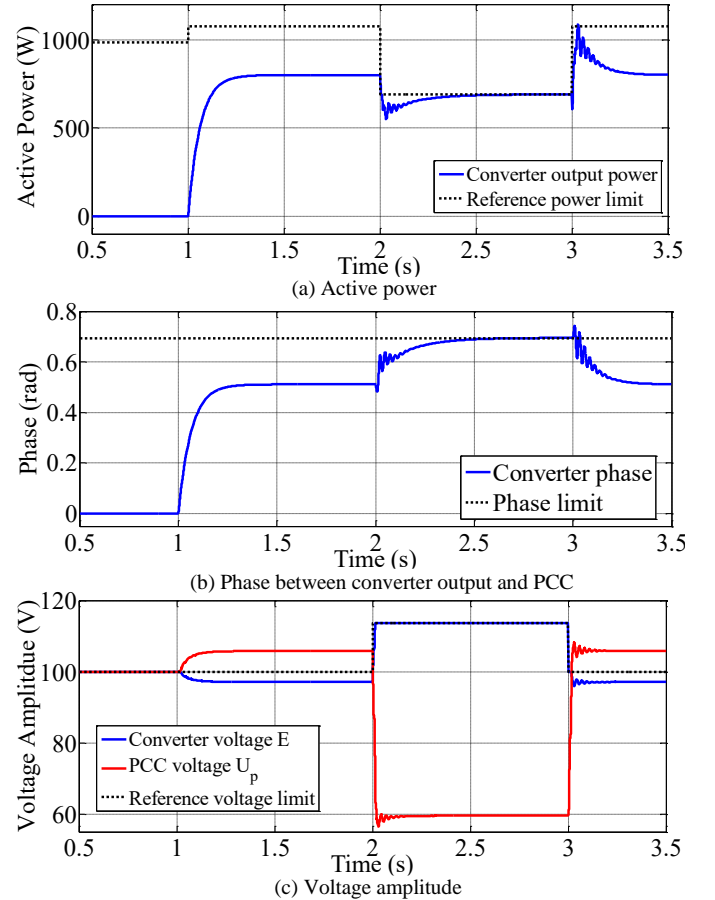 Active Power (W)
1000
500
0
Converter output power
Reference power limit
0.5 1 1.5 2 2.5 3 3.5
Time (s)
(a) Active power
Phase (rad)
0.8
0.6
0.4
0.2
0
Converter phase
Phase limit
0.5 1 1.5 2 2.5 3 3.5
Time (s)
(b) Phase between converter output and PCC
Voltage Amplitdue (V)
120
100
80
60
Converter voltage E
PCC voltage U_p
Reference voltage limit
0.5 1 1.5 2 2.5 3 3.5
Time (s)
(c) Voltage amplitude